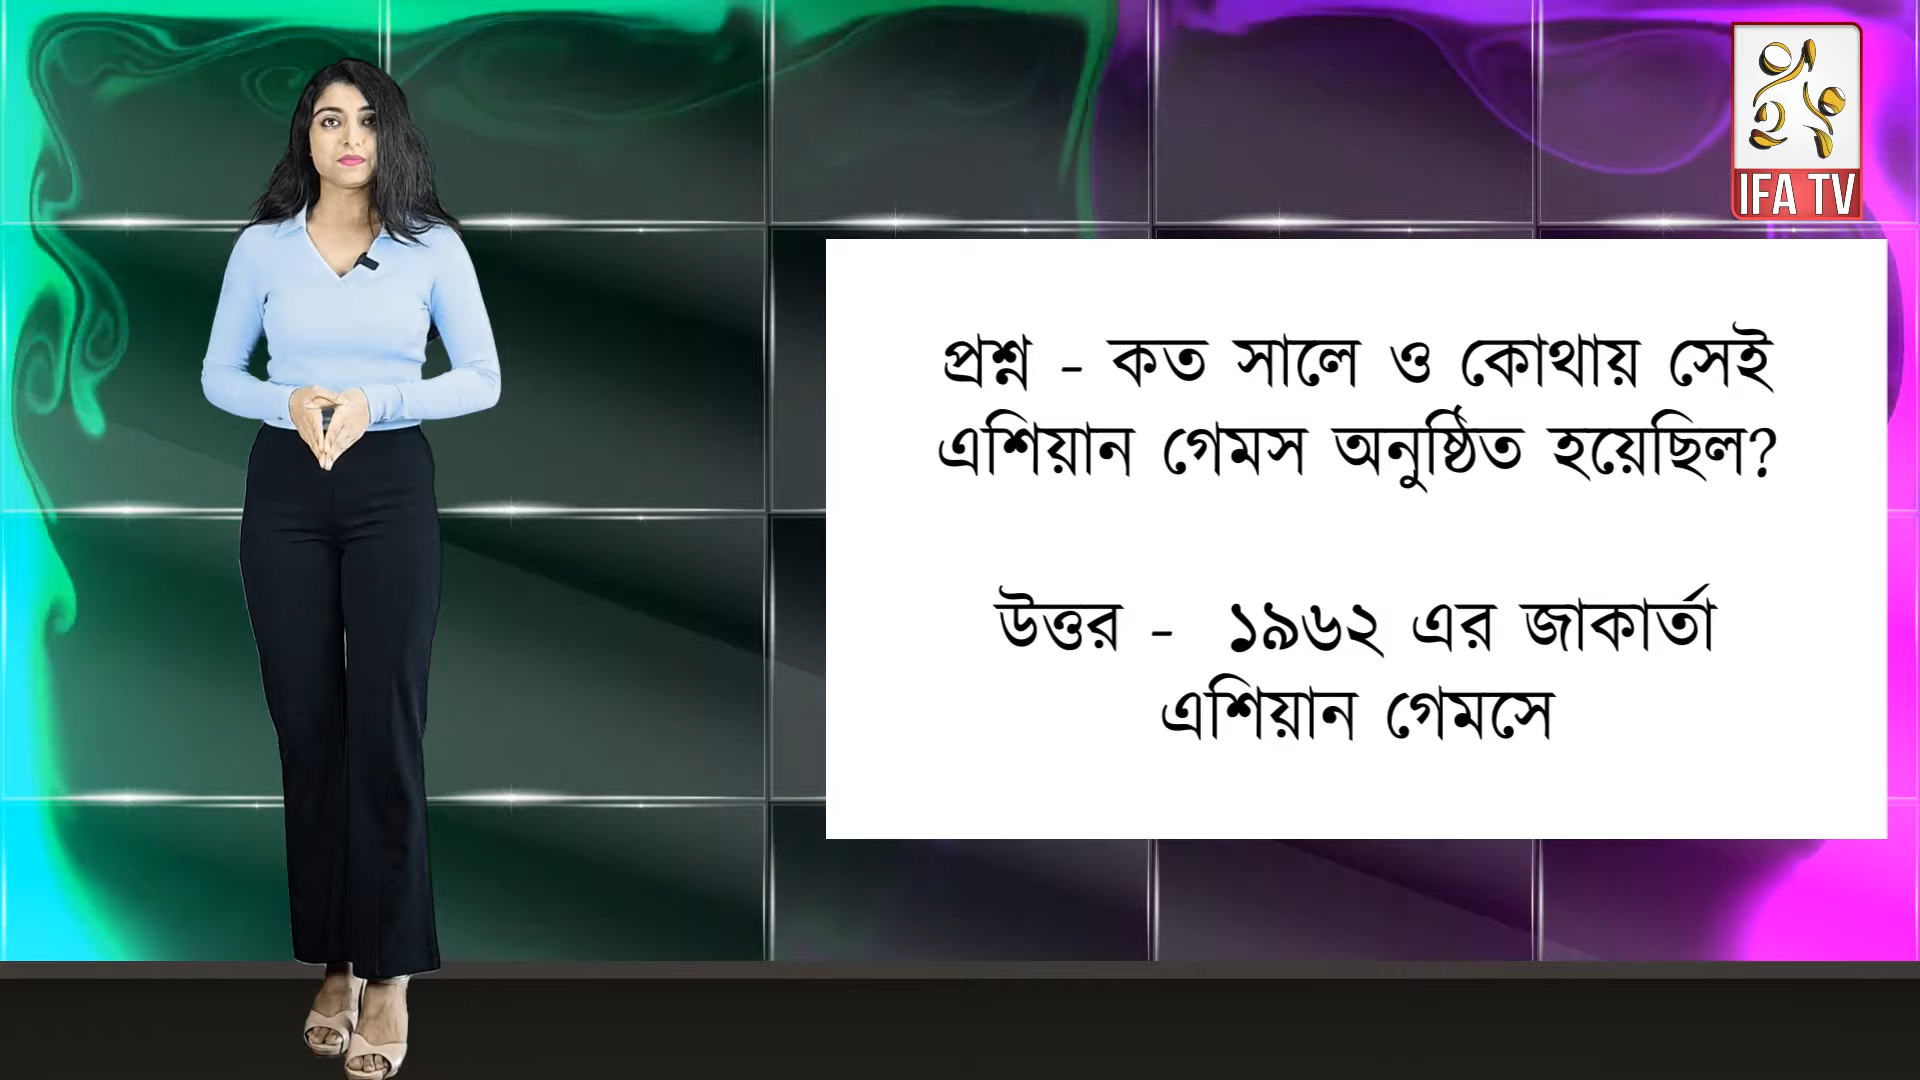 IFA TV
প্রশ্ন - কত সালে ও কোথায় সেই
এশিয়ান গেমস অনুষ্ঠিত হয়েছিল?
উত্তর - ১৯৬২ এর জাকার্তা
এশিয়ান গেমসে